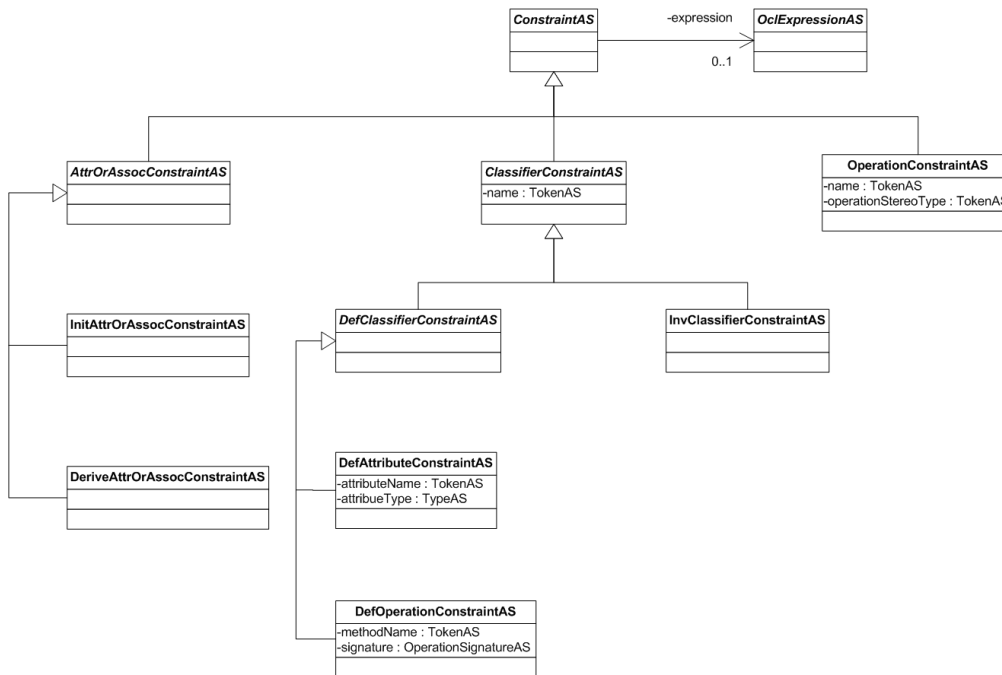 ConstraintAS
-expression
OclExpressionAS
0..1
AttrOrAssocConstraintAS
ClassifierConstraintAS
-name : TokenAS
OperationConstraintAS
-name : TokenAS
-operationStereoType : TokenAS
InitAttrOrAssocConstraintAS
DefClassifierConstraintAS
InvClassifierConstraintAS
DeriveAttrOrAssocConstraintAS
DefAttributeConstraintAS
-attributeName : TokenAS
-attribueType : TypeAS
DefOperationConstraintAS
-methodName : TokenAS
-signature : OperationSignatureAS